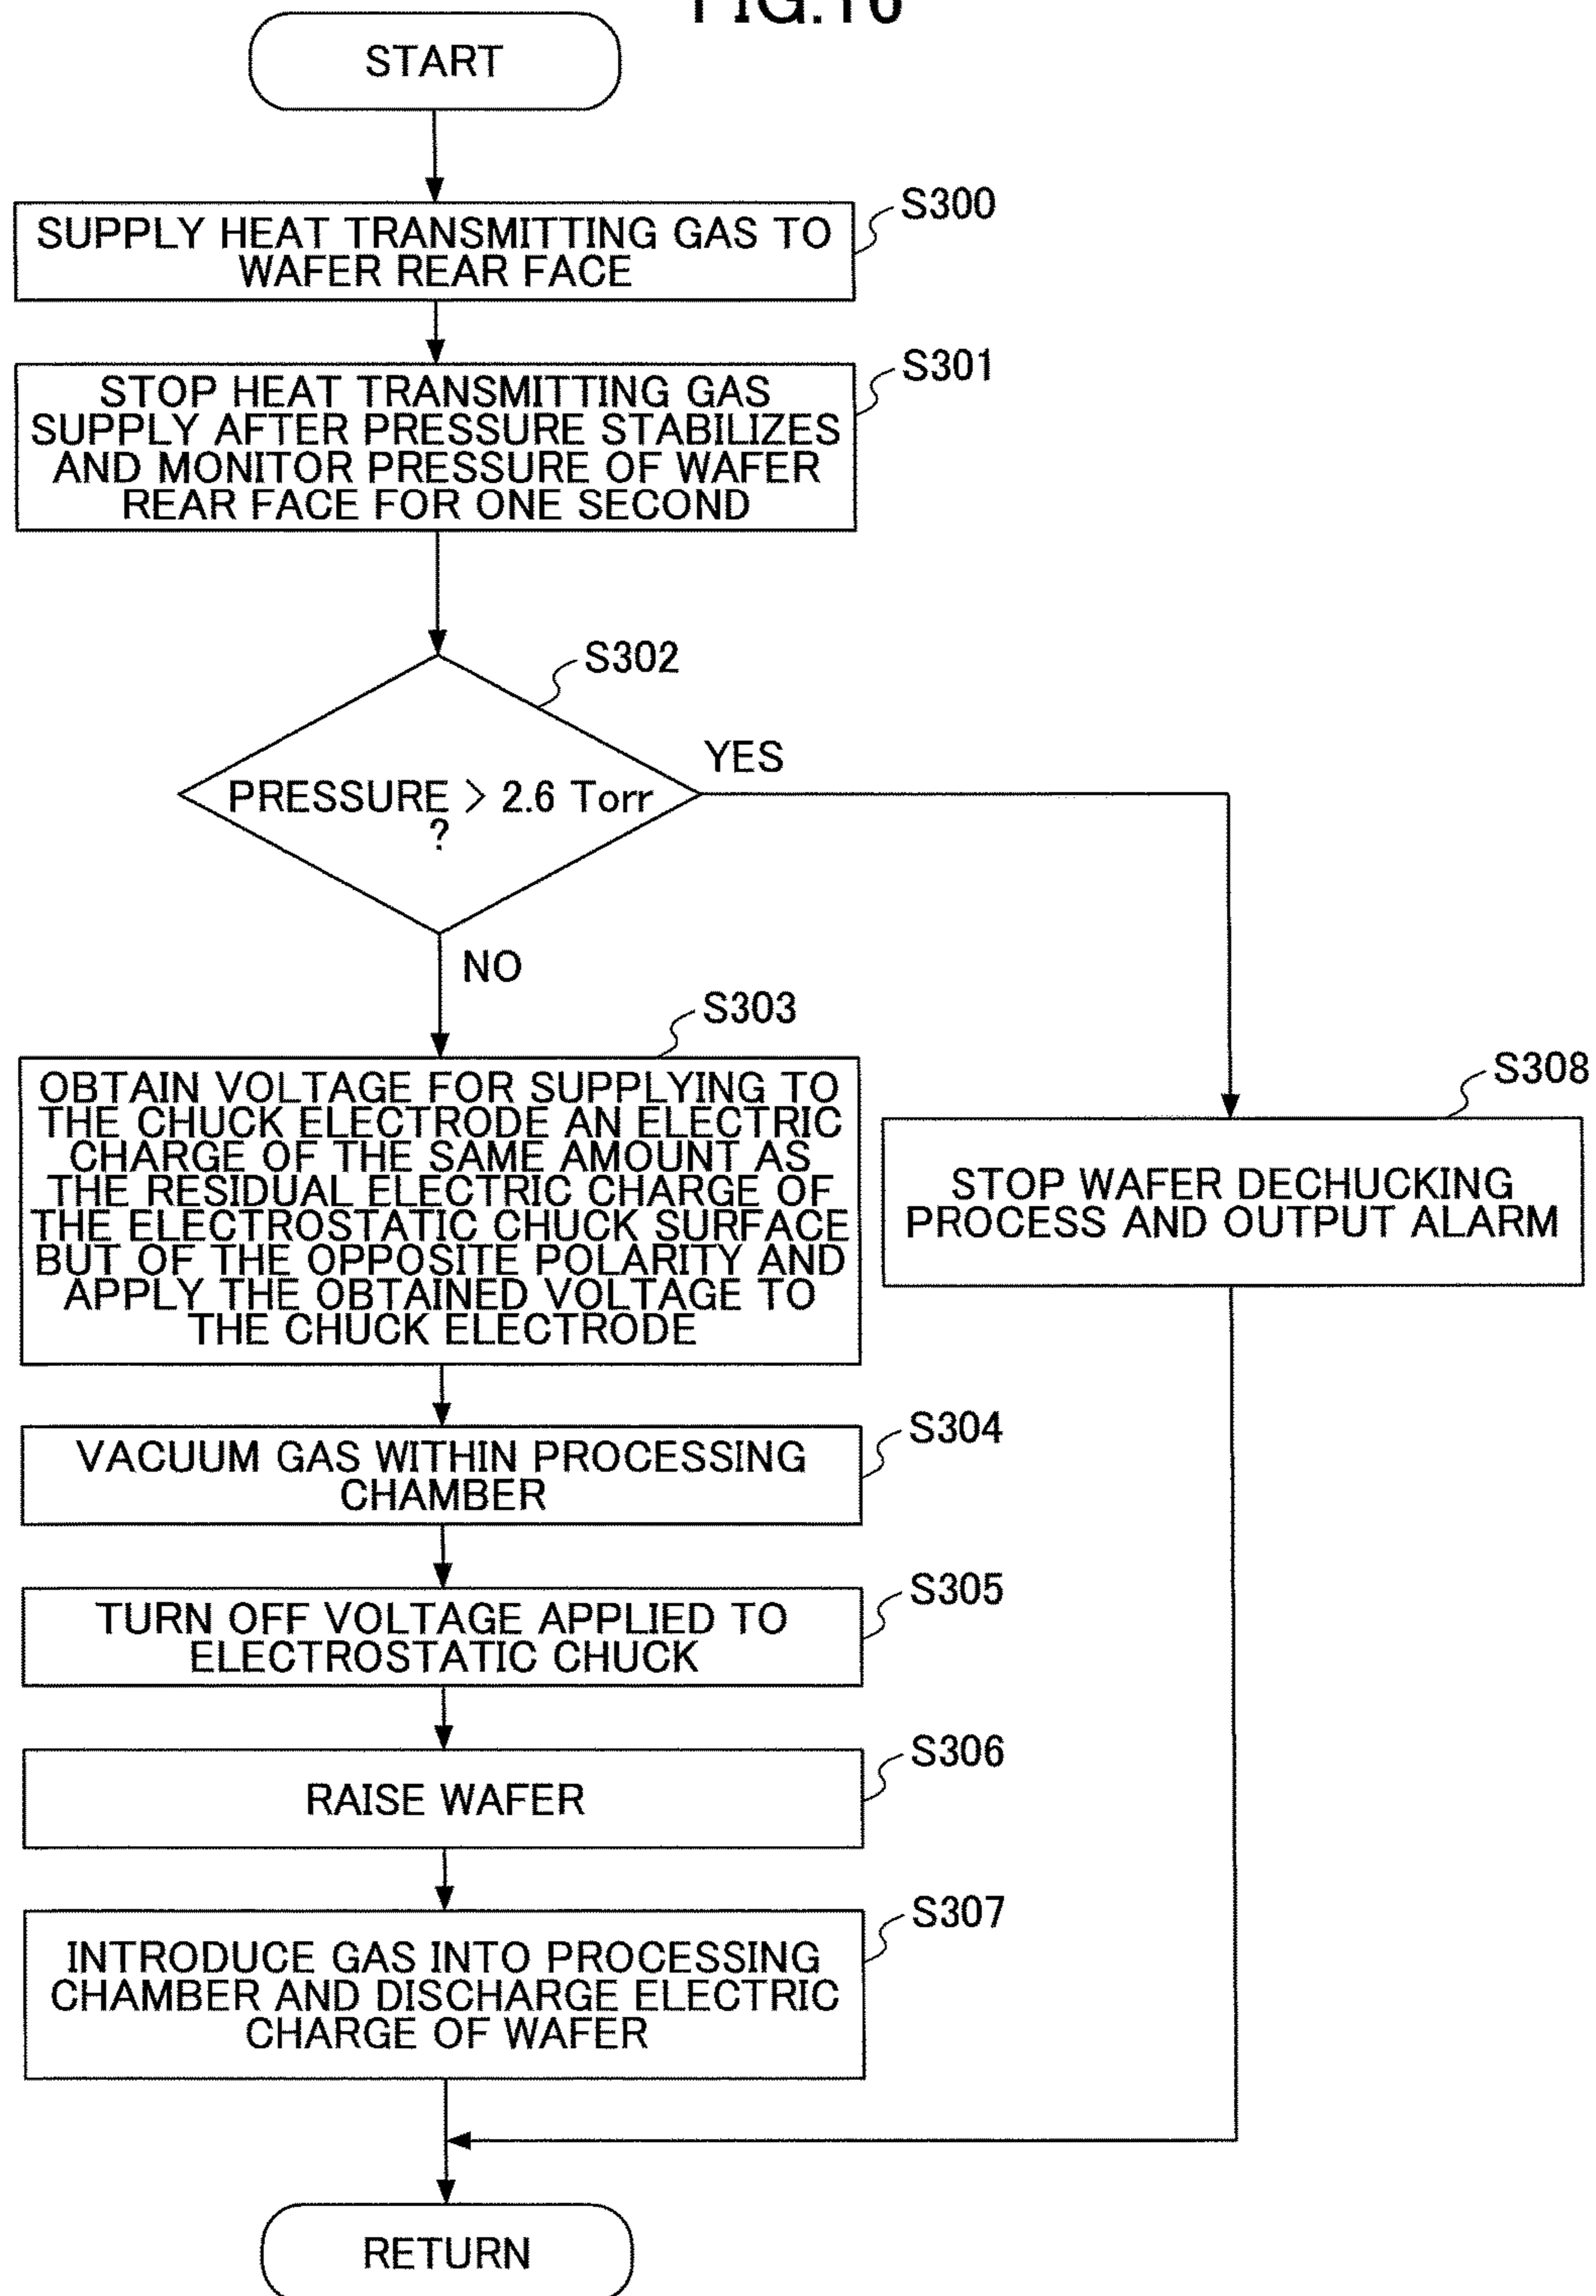 FIG.16
START
SUPPLY HEAT TRANSMITTING GAS TO
WAFER REAR FACE
S300
STOP HEAT TRANSMITTING GAS
SUPPLY AFTER PRESSURE STABILIZES
AND MONITOR PRESSURE OF WAFER
REAR FACE FOR ONE SECOND
S301
S302
PRESSURE > 2.6 Torr
?
YES
NO
S303
OBTAIN VOLTAGE FOR SUPPLYING TO
THE CHUCK ELECTRODE AN ELECTRIC
CHARGE OF THE SAME AMOUNT AS
THE RESIDUAL ELECTRIC CHARGE OF
THE ELECTROSTATIC CHUCK SURFACE
BUT OF THE OPPOSITE POLARITY AND
APPLY THE OBTAINED VOLTAGE TO
THE CHUCK ELECTRODE
S308
STOP WAFER DECHUCKING
PROCESS AND OUTPUT ALARM
S304
VACUUM GAS WITHIN PROCESSING
CHAMBER
S305
TURN OFF VOLTAGE APPLIED TO
ELECTROSTATIC CHUCK
S306
RAISE WAFER
S307
INTRODUCE GAS INTO PROCESSING
CHAMBER AND DISCHARGE ELECTRIC
CHARGE OF WAFER
RETURN